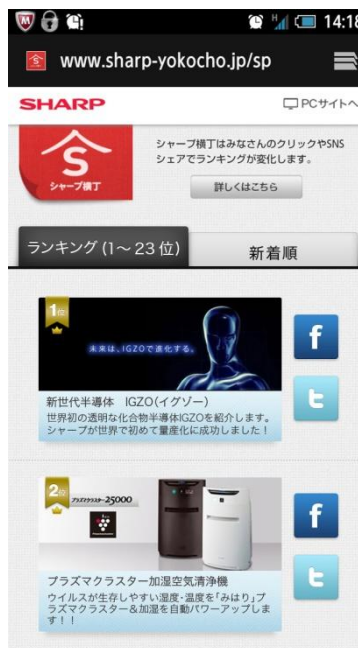 14:18
www.sharp-yokocho.jp/sp
SHARP
PCサイトへ
S
シャープ横丁
シャープ横丁はみなさんのクリックやSNS
シェアでランキングが変化します。
詳しくはこちら
ランキング (1～23位)
新着順
1位
未来は、IGZOで進化する。
f
t
新世代半導体 IGZO(イグゾー)
世界初の透明な化合物半導体IGZOを紹介します。
シャープが世界で初めて量産化に成功しました!
2位
プラズマクラスター25000
f
t
プラズマクラスター加湿空気清浄機
ウイルスが生存しやすい湿度・温度を「みはり」プ
ラズマクラスター&加湿を自動パワーアップしま
す!!